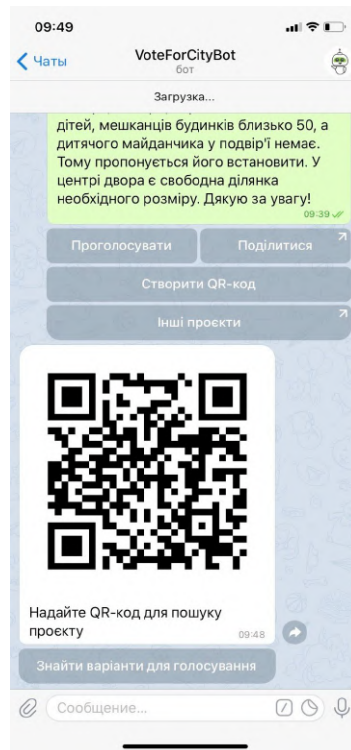 09:49
Чаты
VoteForCityBot
бот
Загрузка...
дітей, мешканців будинків близько 50, а
дитячого майданчика у подвір'ї немає.
Тому пропонується його встановити. У
центрі двора є свободна ділянка
необхідного розміру. Дякую за увагу!
09:39
Проголосувати
Поділитися
Створити QR-код
Інші проєкти
Надайте QR-код для пошуку
проєкту
09:48
Знайти варіанти для голосування
Сообщение...